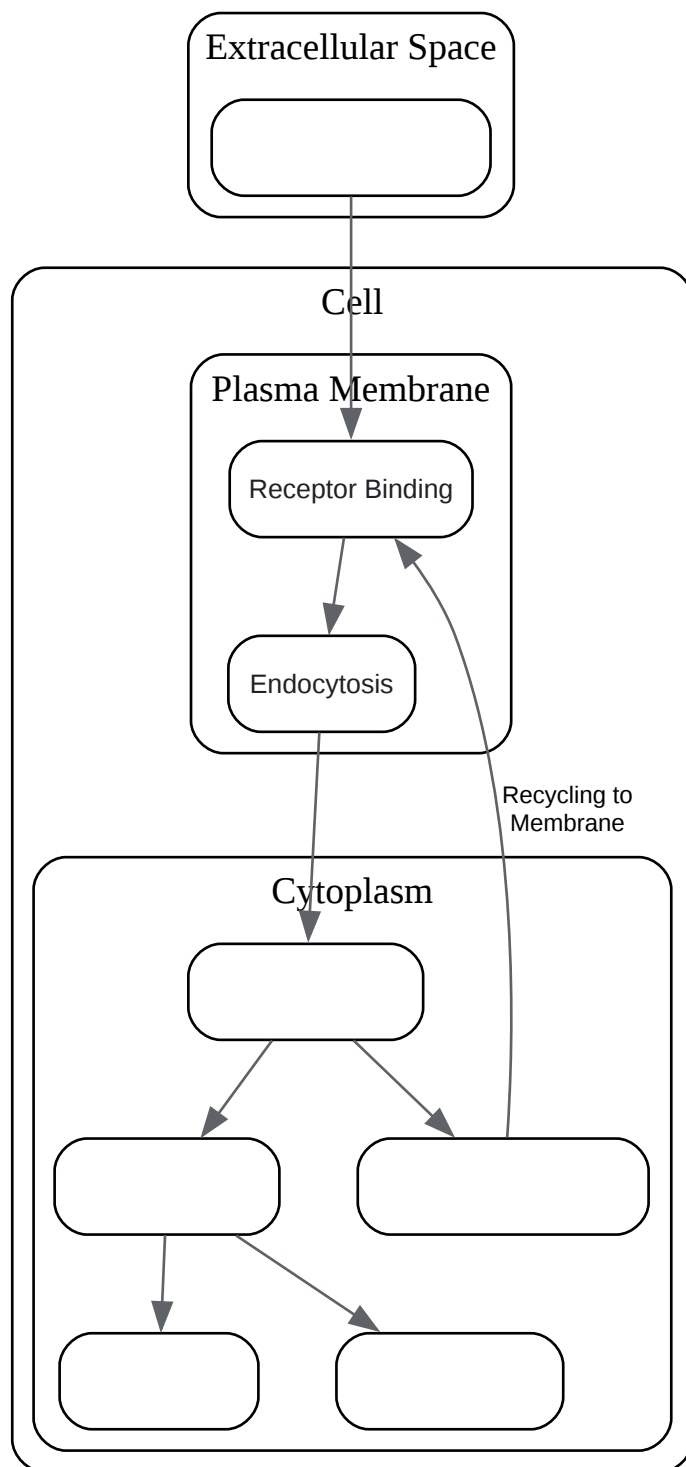 Extracellular Space
Cell
Plasma Membrane
Receptor Binding
Endocytosis
Recycling to
Membrane
Cytoplasm